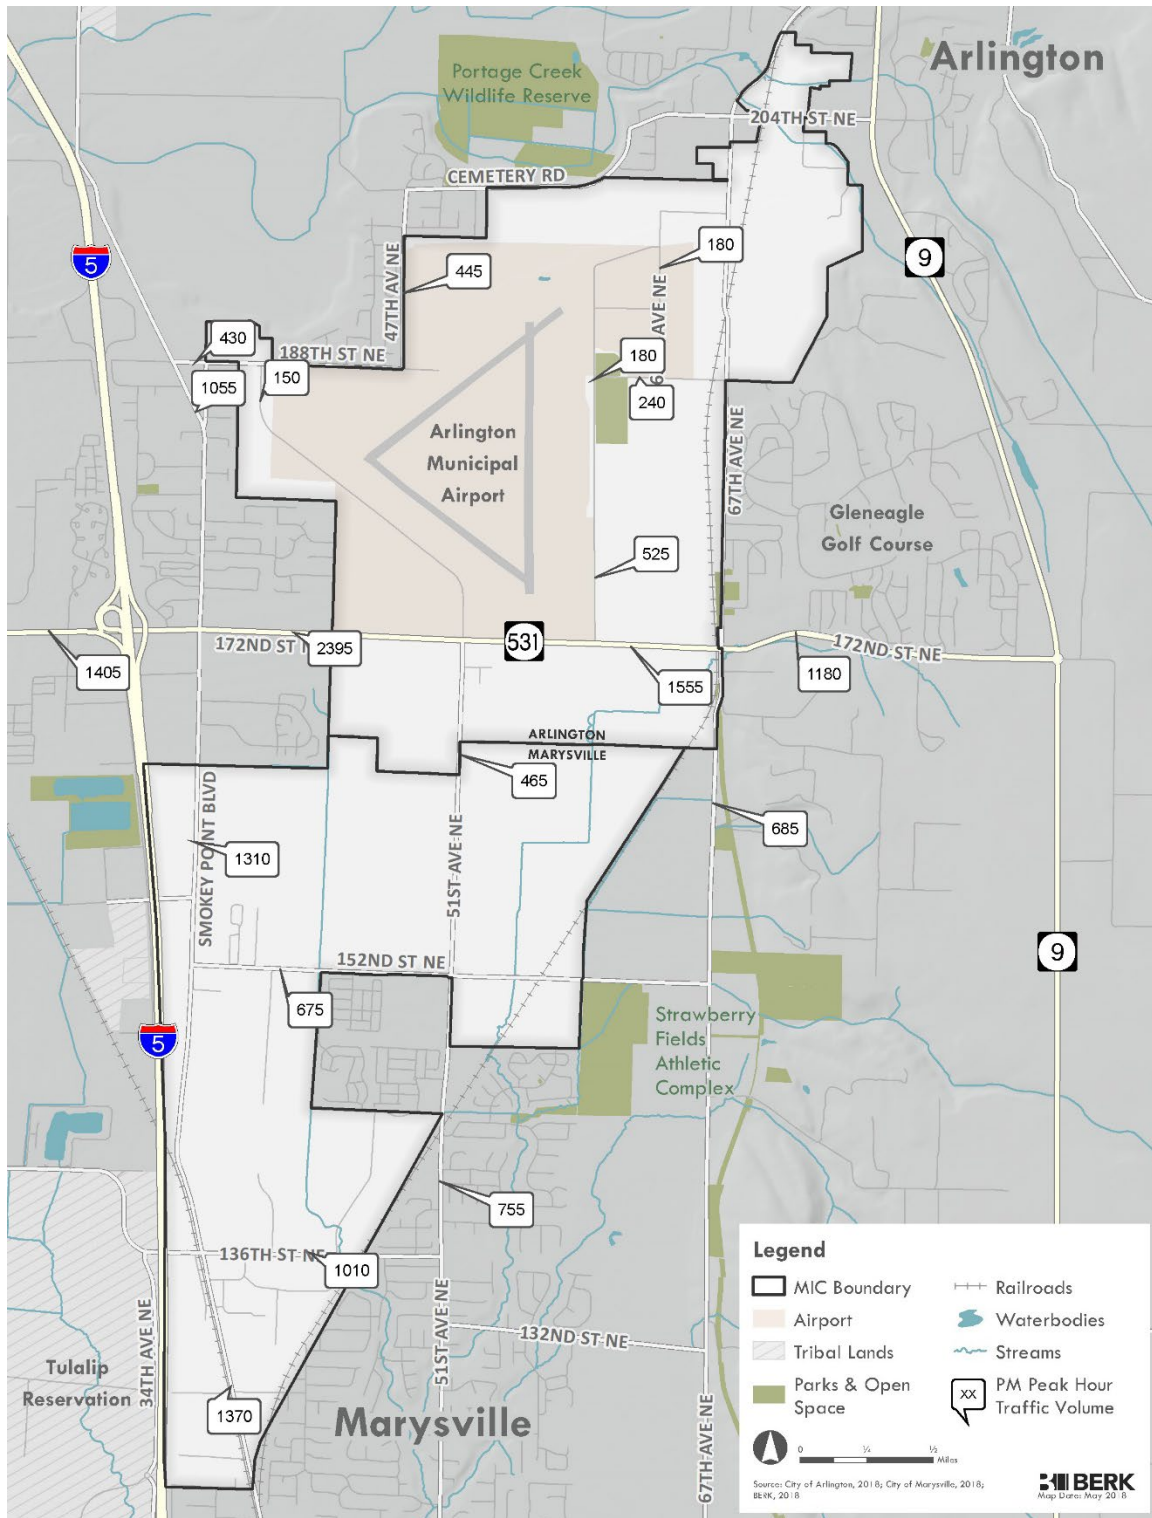 Arlington
Portage Creek
Wildlife Reserve
204TH ST NE
CEMETERY RD
5
47TH AV NE
445
180
AVE NE
9
430
188TH ST NE
1055
150
180
6
240
Arlington
Municipal
Airport
67TH AVE NE
Gleneagle
Golf Course
525
1405
172ND ST N
2395
531
1555
1180
172ND ST NE
ARLINGTON
MARYSVILLE
465
SMOKEY POINT BLVD
1310
51ST AVE NE
685
9
152ND ST NE
675
5
Strawberry
Fields
Athletic
Complex
755
136TH ST NE
1010
132ND ST NE
34TH AVE NE
51ST AVE NE
67TH AVE NE
Tulalip
Reservation
1370
Marysville
Legend
MIC Boundary
Airport
Tribal Lands
Parks & Open
Space
Railroads
Waterbodies
Streams
XX
PM Peak Hour
Traffic Volume
0 ¼ ½
Miles
Source: City of Arlington, 2018; City of Marysville, 2018;
BERK, 2018
BERK
Map Date: May 2018